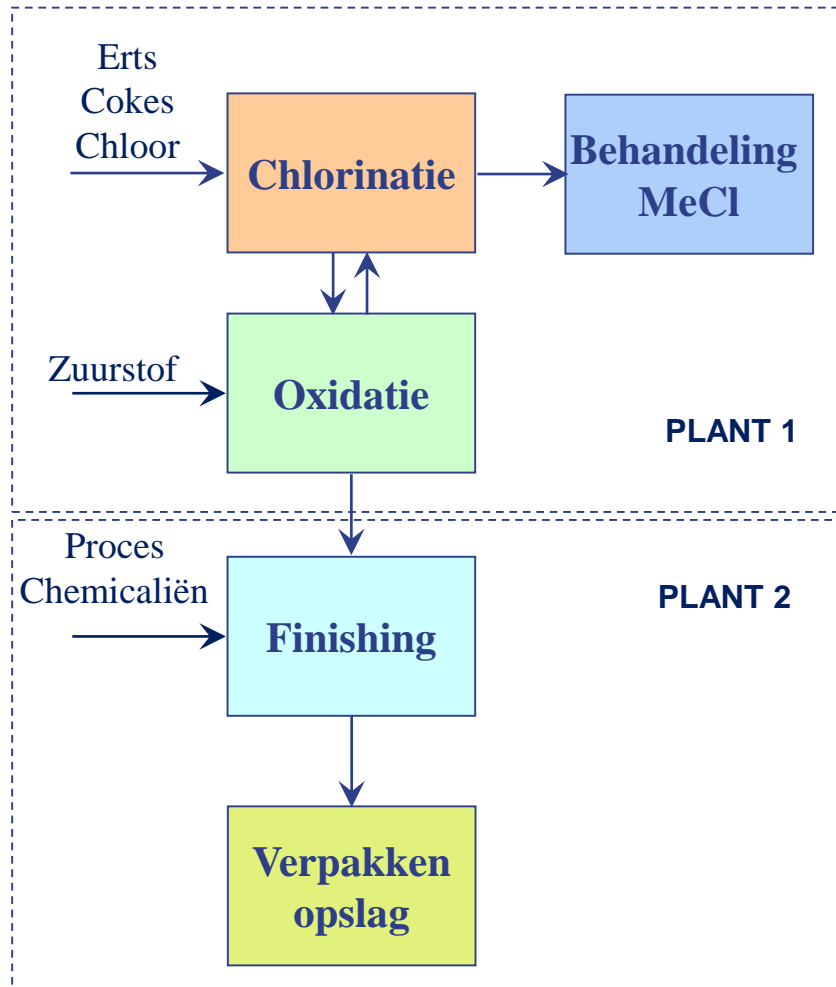 Erts
Cokes
Chloor
Chlorinatie
Behandeling
MeCl
Zuurstof
Oxidatie
PLANT 1
Proces
Chemicaliën
PLANT 2
Finishing
Verpakken
opslag